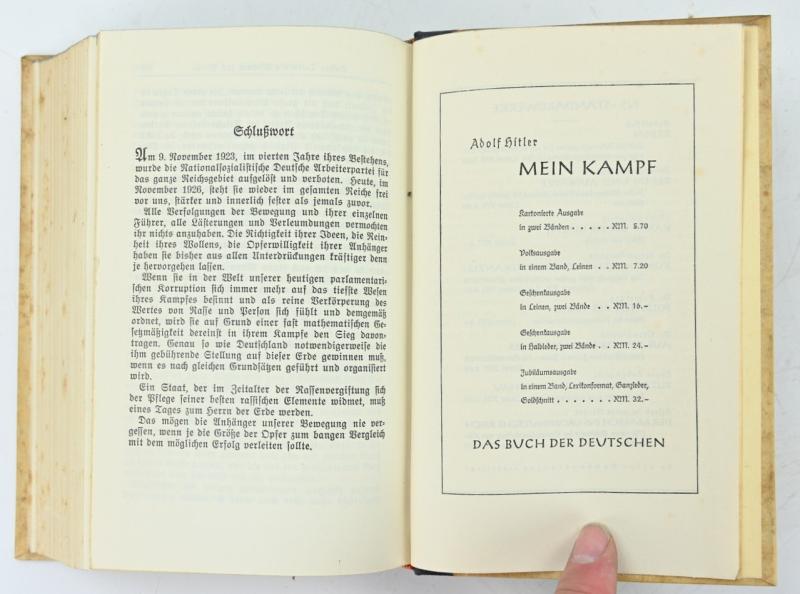 Schlußwort
Am 9. November 1923, im vierten Jahre ihres Bestehens,
wurde die Nationalsozialistische Deutsche Arbeiterpartei für
das ganze Reichsgebiet aufgelöst und verboten. Heute, im
November 1926, steht sie wieder im gesamten Reiche frei
vor uns, stärker und innerlich fester als jemals zuvor.
Alle Verfolgungen der Bewegung und ihrer einzelnen
Führer, alle Lästerungen und Verleumdungen vermochten
ihr nichts anzuhaben. Die Richtigkeit ihrer Ideen, die Rein-
heit ihres Wollens, die Opferwilligkeit ihrer Anhänger
haben sie bisher aus allen Unterdrückungen kräftiger denn
je hervorgehen lassen.
Wenn sie in der Welt unserer heutigen parlamentari-
schen Korruption sich immer mehr auf das tiefste Wesen
ihres Kampfes besinnt und als reine Verkörperung des
Wertes von Rasse und Person sich fühlt und demgemäß
ordnet, wird sie auf Grund einer fast mathematischen Ge-
setzmäßigkeit dereinst in ihrem Kampfe den Sieg davon-
tragen. Genau so wie Deutschland notwendigerweise die
ihm gebührende Stellung auf dieser Erde gewinnen muß,
wenn es nach gleichen Grundsätzen geführt und organisiert
wird.
Ein Staat, der im Zeitalter der Rassenvergiftung sich
der Pflege seiner besten rassischen Elemente widmet, muß
eines Tages zum Herrn der Erde werden.
Das mögen die Anhänger unserer Bewegung nie ver-
gessen, wenn je die Größe der Opfer zum bangen Vergleich
mit dem möglichen Erfolg verleiten sollte.
Adolf Hitler
MEIN KAMPF
Kartonierte Ausgabe
in zwei Bänden . . . . . RM. 5.70
Volksausgabe
in einem Band, Leinen . . RM. 7.20
Geschenkausgabe
in Leinen, zwei Bände . . RM. 16.–
Geschenkausgabe
in Halbleder, zwei Bände . RM. 24.–
Jubiläumsausgabe
in einem Band, Lexikonformat, Ganzleder,
Goldschnitt . . . . . . . RM. 32.–
DAS BUCH DER DEUTSCHEN